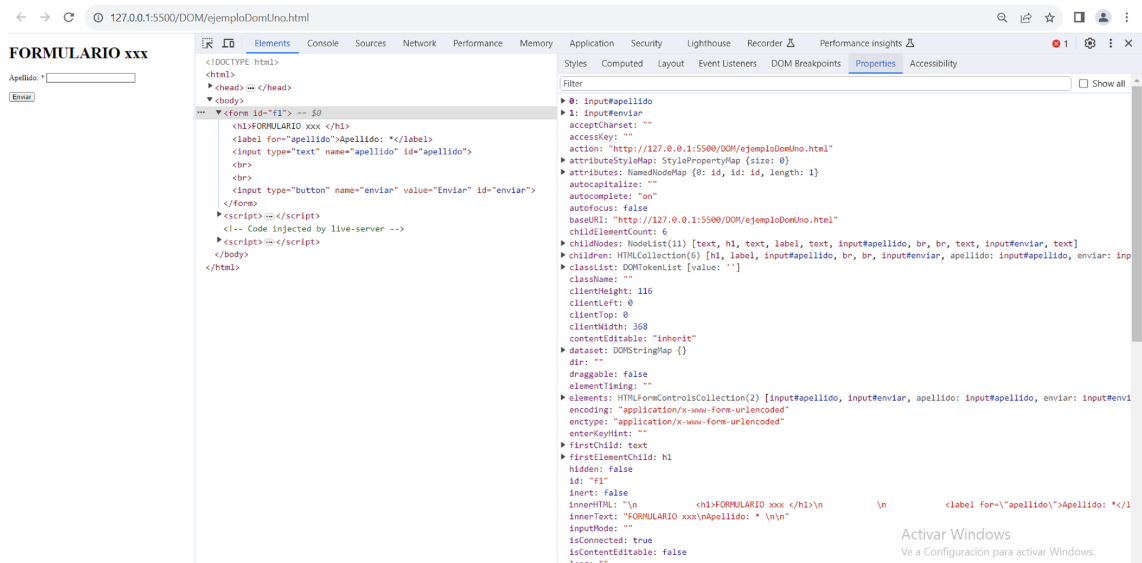 127.0.0.1:5500/DOM/ejemploDomUno.html
FORMULARIO xxx
Apellido: *
Enviar
Elements Console Sources Network Performance Memory Application Security Lighthouse Recorder Performance insights 1
<!DOCTYPE html>
<html>
<head> ... </head>
<body>
... <form id="f1"> == $0
<h1>FORMULARIO xxx </h1>
<label for="apellido">Apellido: *</label>
<input type="text" name="apellido" id="apellido">
<br>
<br>
<input type="button" name="enviar" value="Enviar" id="enviar">
</form>
<script> ... </script>
<!-- Code injected by live-server -->
<script> ... </script>
</body>
</html>
Styles Computed Layout Event Listeners DOM Breakpoints Properties Accessibility
Filter Show all
0: input#apellido
1: input#enviar
acceptCharset: ""
accessKey: ""
action: "http://127.0.0.1:5500/DOM/ejemploDomUno.html"
attributeStyleMap: StylePropertyMap {size: 0}
attributes: NamedNodeMap {0: id, id: id, length: 1}
autocapitalize: ""
autocomplete: "on"
autofocus: false
baseURI: "http://127.0.0.1:5500/DOM/ejemploDomUno.html"
childElementCount: 6
childNodes: NodeList(11) [text, h1, text, label, text, input#apellido, br, br, text, input#enviar, text]
children: HTMLCollection(6) [h1, label, input#apellido, br, br, input#enviar, apellido: input#apellido, enviar: inp
classList: DOMTokenList [value: '']
className: ""
clientHeight: 116
clientLeft: 0
clientTop: 0
clientWidth: 368
contentEditable: "inherit"
dataset: DOMStringMap {}
dir: ""
draggable: false
elementTiming: ""
elements: HTMLFormControlsCollection(2) [input#apellido, input#enviar, apellido: input#apellido, enviar: input#envi
encoding: "application/x-www-form-urlencoded"
enctype: "application/x-www-form-urlencoded"
enterKeyHint: ""
firstChild: text
firstElementChild: h1
hidden: false
id: "f1"
inert: false
innerHTML: "\n <h1>FORMULARIO xxx </h1>\n \n <label for=\"apellido\">Apellido: *</l
innerText: "FORMULARIO xxx\nApellido: * \n\n"
inputMode: ""
isConnected: true
isContentEditable: false
Activar Windows
Ve a Configuración para activar Windows.